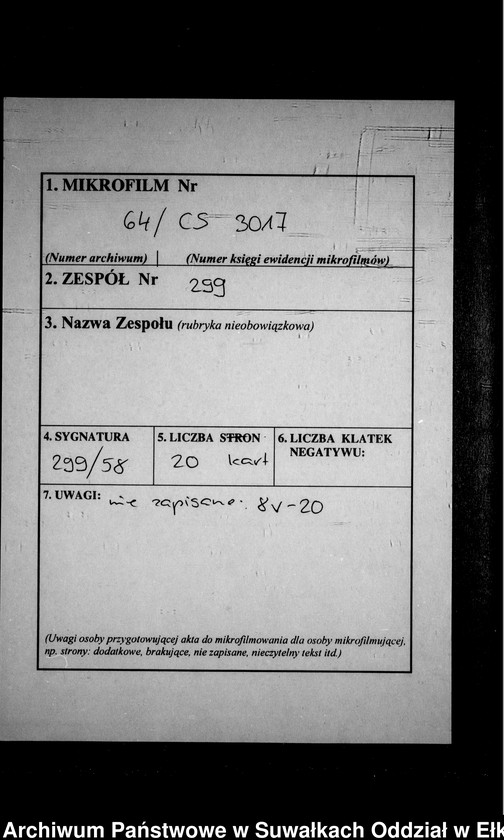 1. MIKROFILM Nr
64/ CS 3017
(Numer archiwum) | (Numer księgi ewidencji mikrofilmów)
2. ZESPÓŁ Nr 299
3. Nazwa Zespołu (rubryka nieobowiązkowa)
4. SYGNATURA
299/58
5. LICZBA STRON
20 kart
6. LICZBA KLATEK
NEGATYWU:
7. UWAGI: nie zapisano: 8v-20
(Uwagi osoby przygotowującej akta do mikrofilmowania dla osoby mikrofilmującej,
np. strony: dodatkowe, brakujące, nie zapisane, nieczytelny tekst itd.)
Archiwum Państwowe w Suwałkach Oddział w Ełk